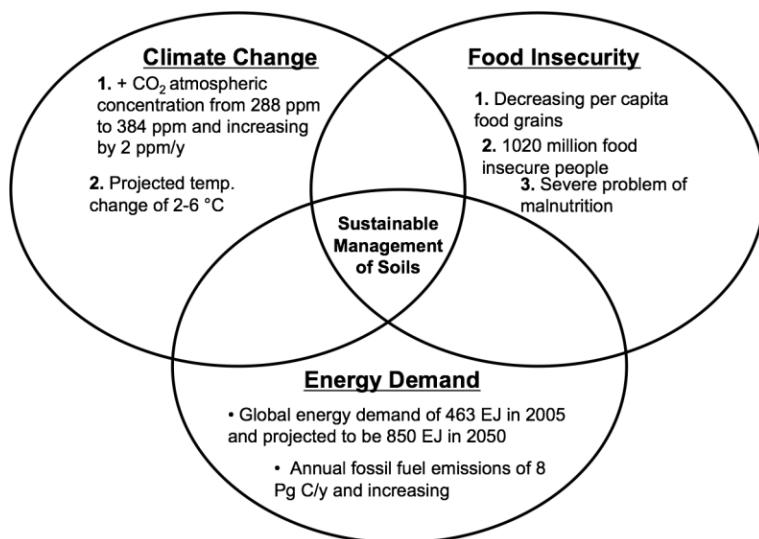 Climate Change
1. + CO₂ atmospheric
concentration from 288 ppm
to 384 ppm and increasing
by 2 ppm/y
2. Projected temp.
change of 2-6 °C
Food Insecurity
1. Decreasing per capita
food grains
2. 1020 million food
insecure people
3. Severe problem of
malnutrition
Sustainable
Management
of Soils
Energy Demand
• Global energy demand of 463 EJ in 2005
and projected to be 850 EJ in 2050
• Annual fossil fuel emissions of 8
Pg C/y and increasing